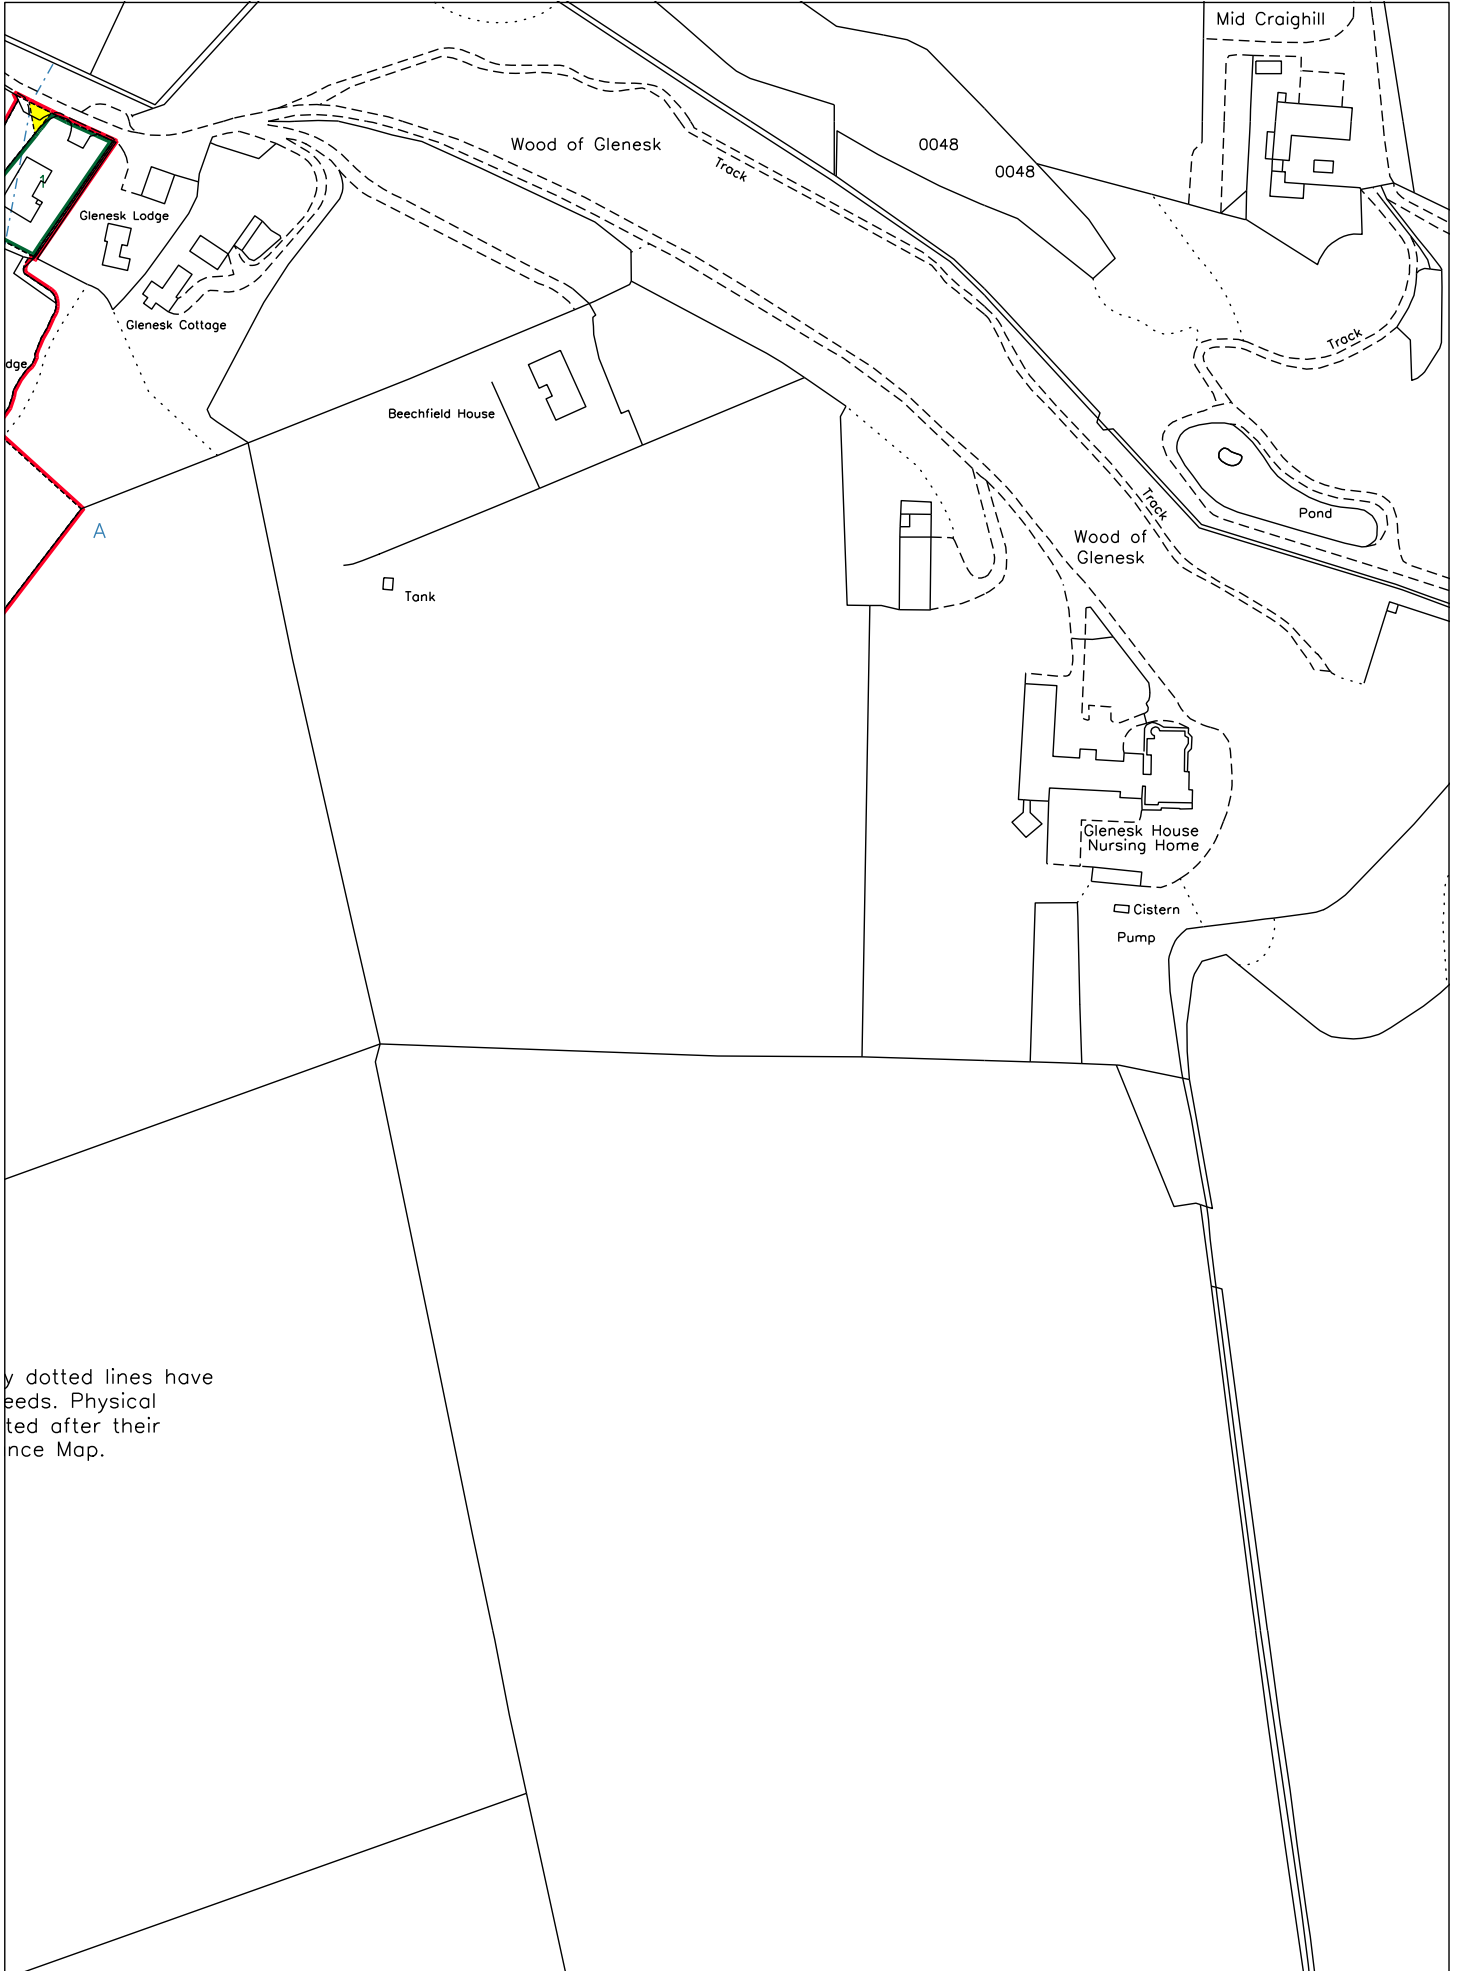 Mid Craighill
Wood of Glenesk
0048
0048
Track
Glenesk Lodge
Glenesk Cottage
Track
dge
Beechfield House
A
Tank
Track
Pond
Wood of
Glenesk
Glenesk House
Nursing Home
Cistern
Pump
y dotted lines have
eeds. Physical
ted after their
nce Map.